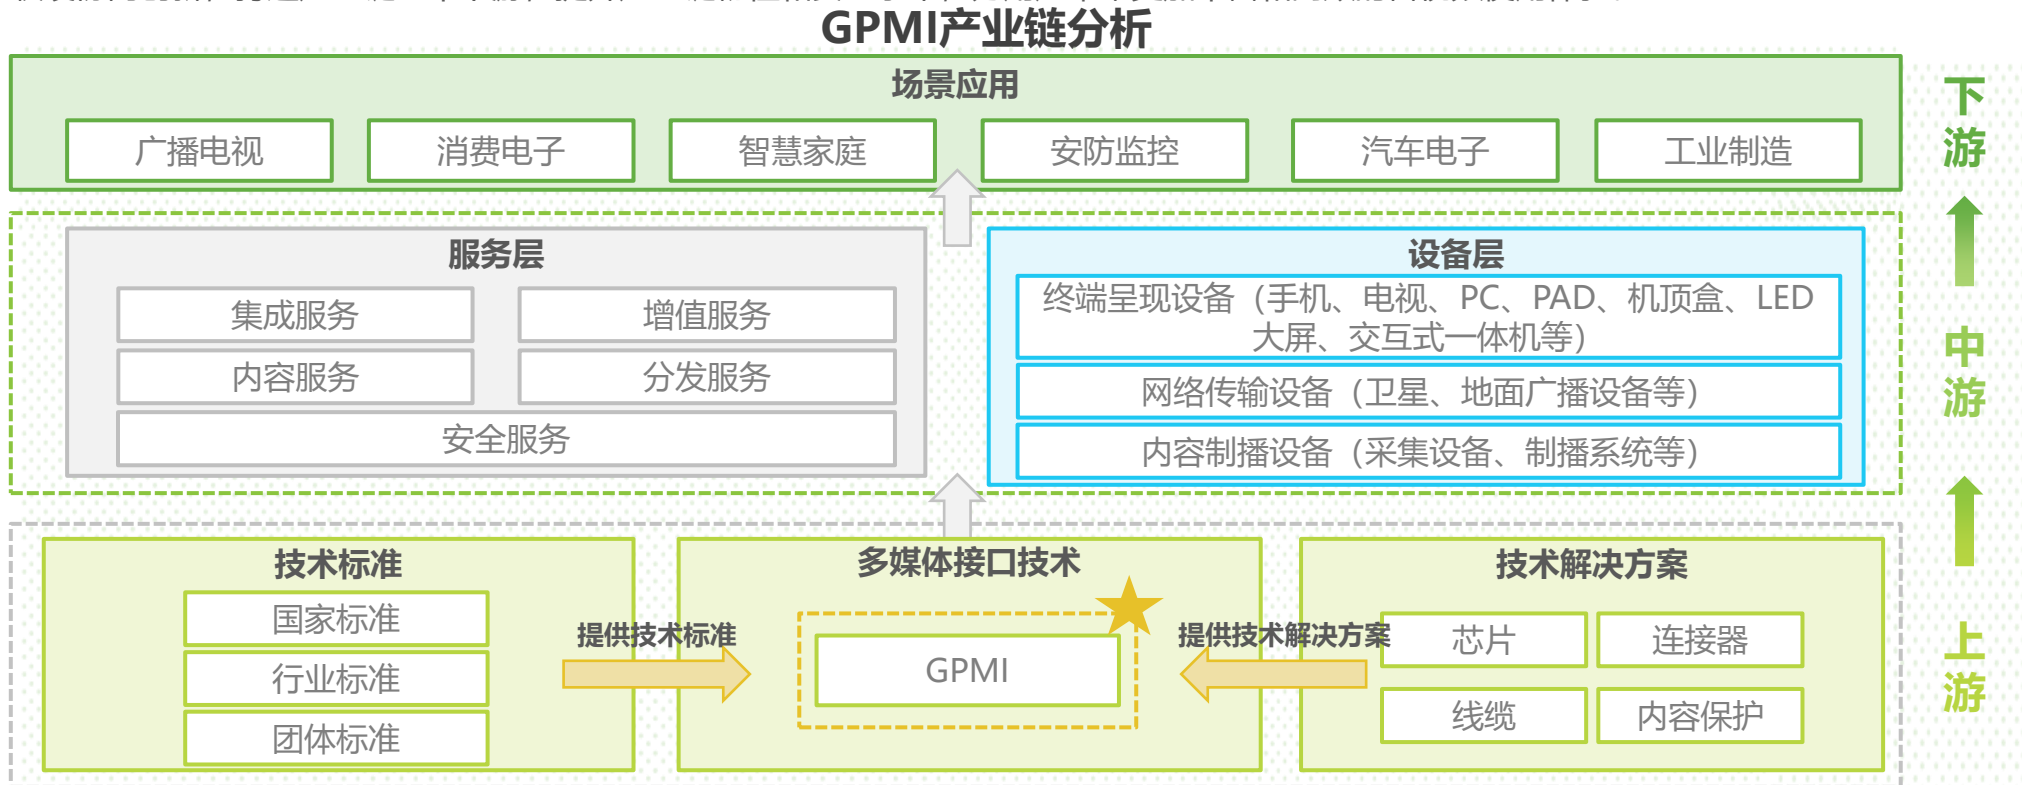 GPMI产业链分析
场景应用
广播电视
消费电子
智慧家庭
安防监控
汽车电子
工业制造
下游
服务层
集成服务
增值服务
内容服务
分发服务
安全服务
设备层
终端呈现设备（手机、电视、PC、PAD、机顶盒、LED
大屏、交互式一体机等）
网络传输设备（卫星、地面广播设备等）
内容制播设备（采集设备、制播系统等）
中游
技术标准
国家标准
行业标准
团体标准
提供技术标准
多媒体接口技术
GPMI
提供技术解决方案
技术解决方案
芯片
连接器
线缆
内容保护
上游